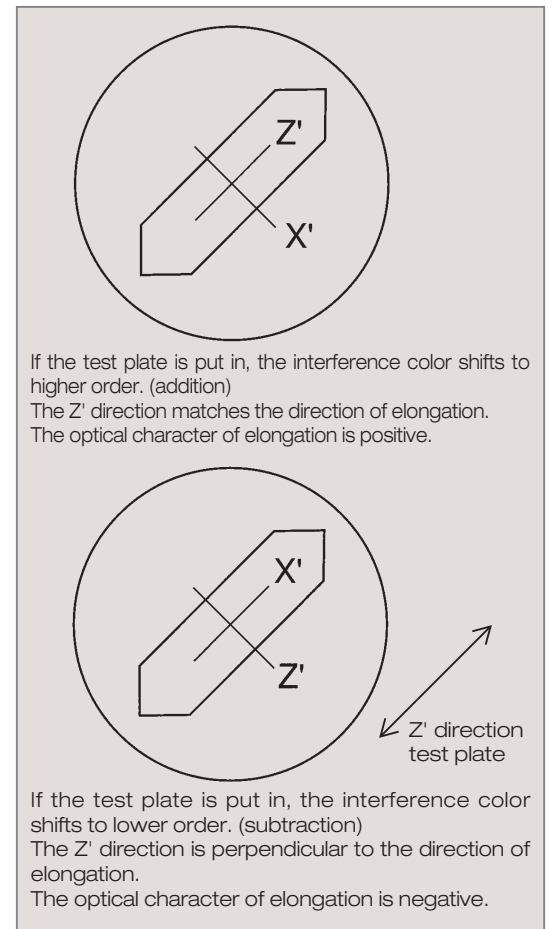 Z'
X'
If the test plate is put in, the interference color shifts to
higher order. (addition)
The Z' direction matches the direction of elongation.
The optical character of elongation is positive.
X'
Z'
Z' direction
test plate
If the test plate is put in, the interference color
shifts to lower order. (subtraction)
The Z' direction is perpendicular to the direction of
elongation.
The optical character of elongation is negative.